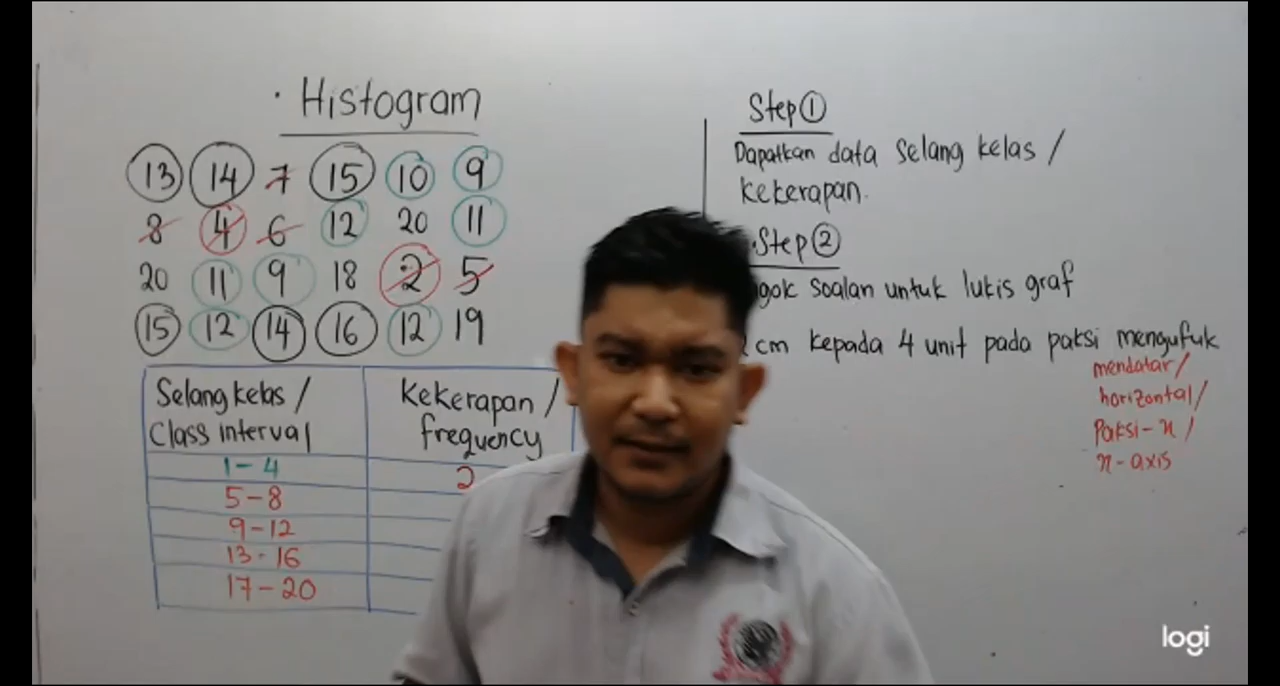 Histogram
13 14 7 15 10 9
8 4 6 12 20 11
20 11 9 18 2 5
15 12 14 16 12 19
Selang kelas / Kekerapan /
Class interval frequency
1-4 2
5-8
9-12
13-16
17-20
Step ①
Dapatkan data selang kelas /
kekerapan.
Step ②
soalan untuk lukis graf
cm kepada 4 unit pada paksi mengufuk
mendatar/
horizontal/
Paksi-x /
x-axis
logi